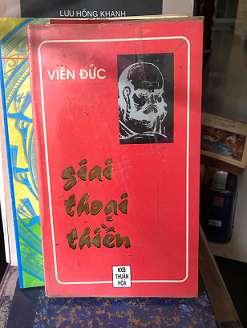 LƯU HỒNG KHANH
VIÊN ĐỨC
giai
thoại
thiền
NXB
THUẬN
HÓA